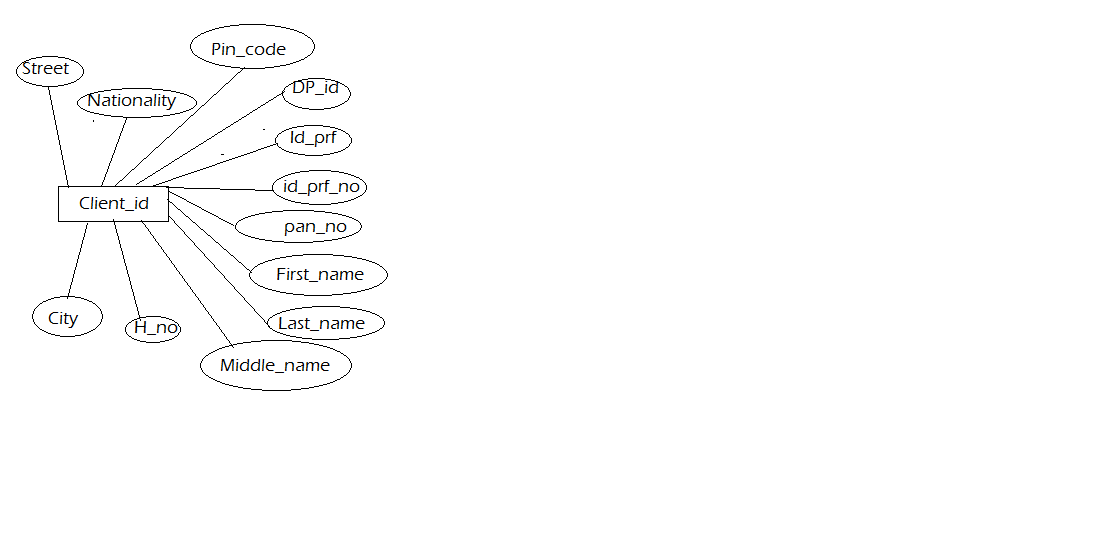 Pin_code
Street
DP_id
Nationality
Id_prf
id_prf_no
Client_id
pan_no
First_name
City
Last_name
H_no
Middle_name